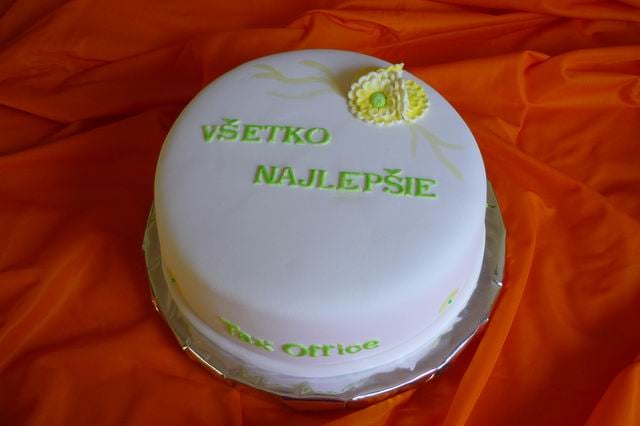 VŠETKO
NAJLEPŠIE
Tax Office